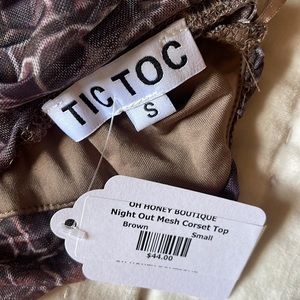 TIC TOC
S
OH HONEY BOUTIQUE
Night Out Mesh Corset Top
Brown Small
$44.00